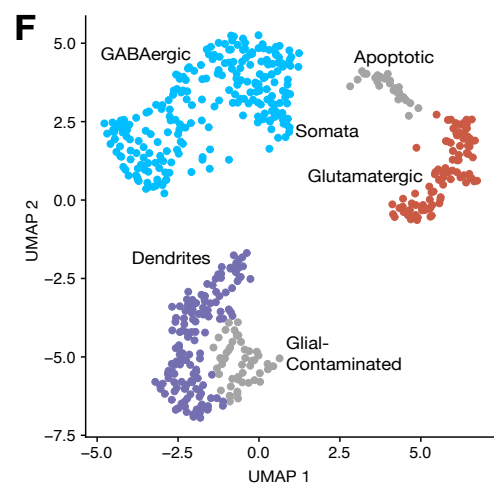 F
GABAergic
Apoptotic
Somata
Glutamatergic
Dendrites
Glial-
Contaminated
UMAP 2
5.0
2.5
0.0
−2.5
−5.0
−7.5
−5.0
−2.5
0.0
2.5
5.0
UMAP 1